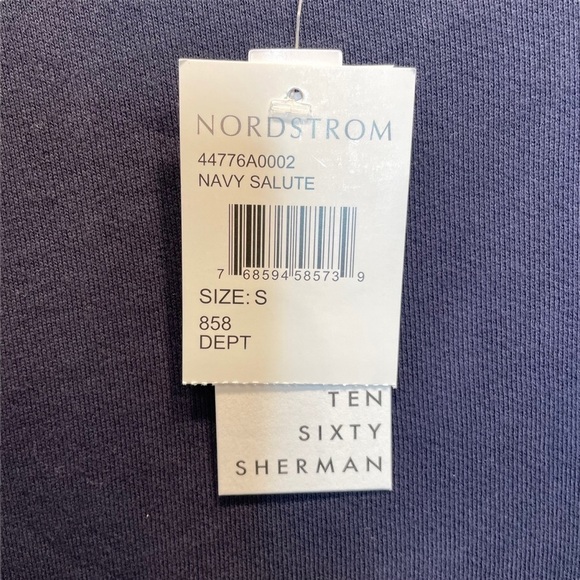 NORDSTROM
44776A0002
NAVY SALUTE
7 68594 58573 9
SIZE: S
858
DEPT
TEN
SIXTY
SHERMAN